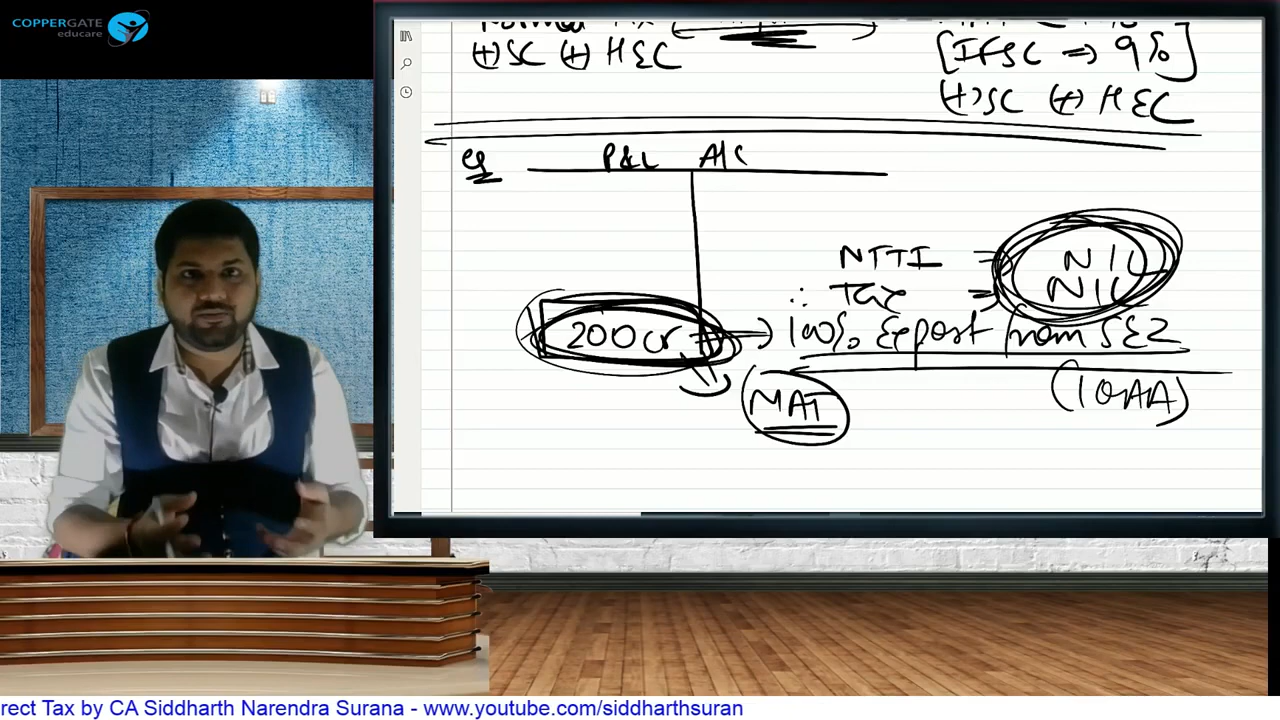 COPPERGATE
educare
(+) SC (+) HEC
[IFSC ⇒ 9%]
(+) SC (+) HEC
eg P&L A/C
NTTI ⇒ NIL
∴ Tax ⇒ NIL
200cr → 100% Export from SEZ
MAT (10AA)
rect Tax by CA Siddharth Narendra Surana - www.youtube.com/siddharthsuran